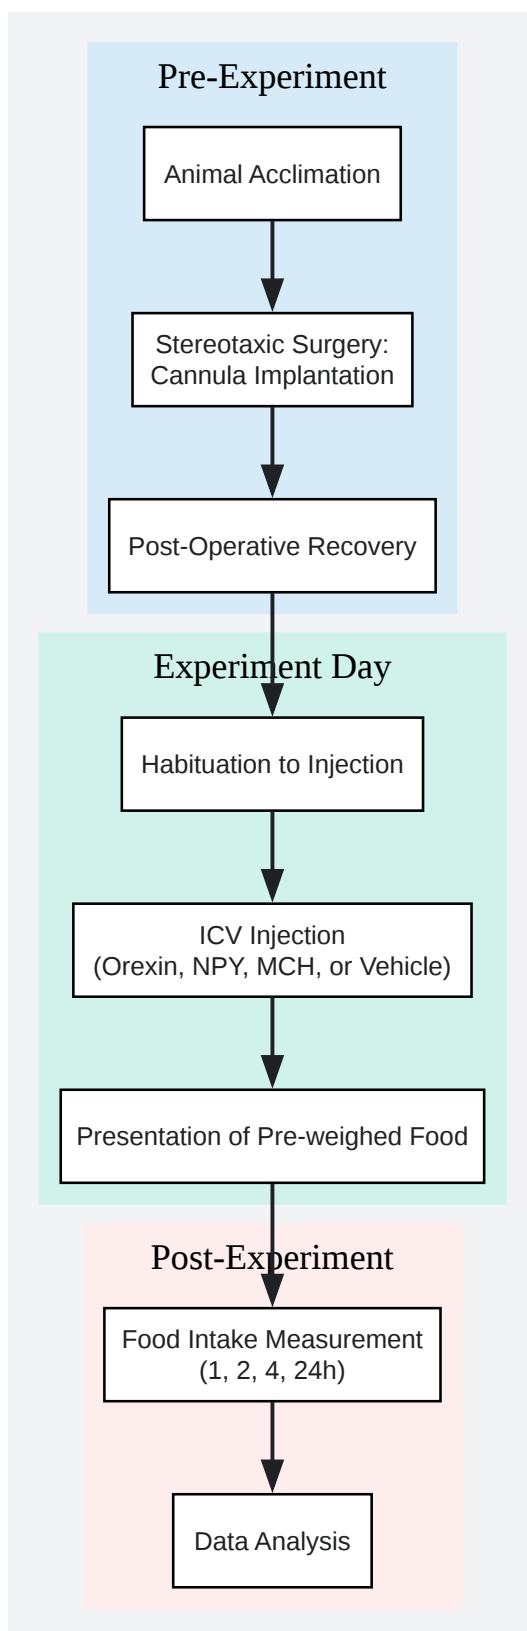 Pre-Experiment
Animal Acclimation
Stereotaxic Surgery:
Cannula Implantation
Post-Operative Recovery
Experiment Day
Habituation to Injection
ICV Injection
(Orexin, NPY, MCH, or Vehicle)
Presentation of Pre-weighed Food
Post-Experiment
Food Intake Measurement
(1, 2, 4, 24h)
Data Analysis